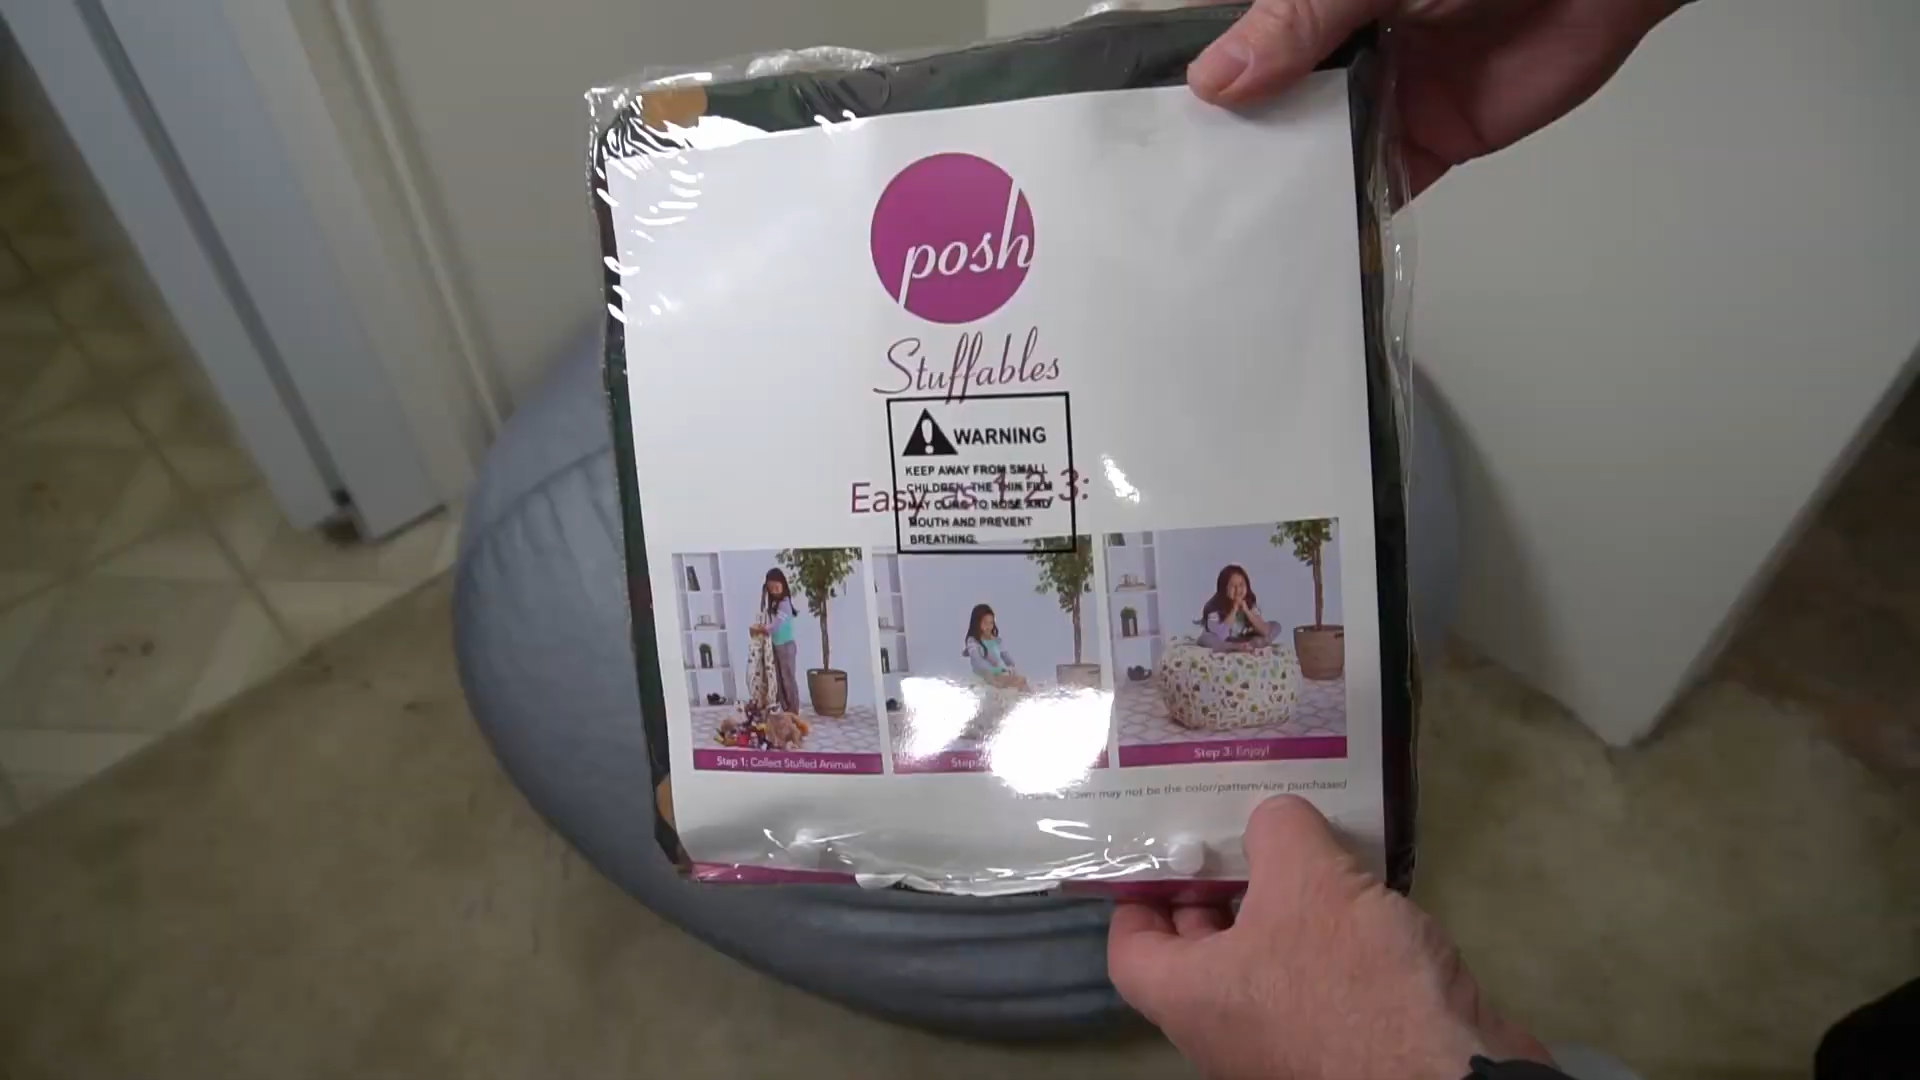 posh
Stuffables
WARNING
KEEP AWAY FROM SMALL
CHILDREN. THE THIN FILM
MAY CLING TO NOSE AND
MOUTH AND PREVENT
BREATHING.
Easy as 1-2-3:
Step 1: Collect Stuffed Animals
Step
Step 3: Enjoy!
may not be the color/pattern/size purchased